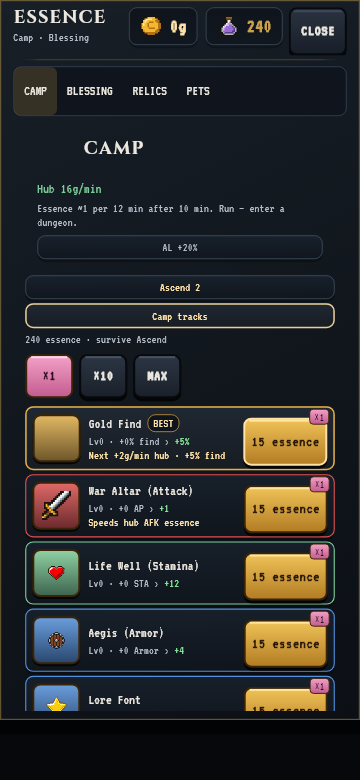 ESSENCE
Camp · Blessing
0g
240
CLOSE
CAMP
BLESSING
RELICS
PETS
CAMP
Hub 16g/min
Essence ~1 per 12 min after 10 min. Run — enter a
dungeon.
AL +20%
Ascend 2
Camp tracks
240 essence · survive Ascend
X1
X10
MAX
Gold Find
BEST
Lv0 · +0% find › +5%
Next +2g/min hub · +5% find
X1
15 essence
War Altar (Attack)
Lv0 · +0 AP › +1
Speeds hub AFK essence
X1
15 essence
Life Well (Stamina)
Lv0 · +0 STA › +12
X1
15 essence
Aegis (Armor)
Lv0 · +0 Armor › +4
X1
15 essence
Lore Font
X1
15 essence